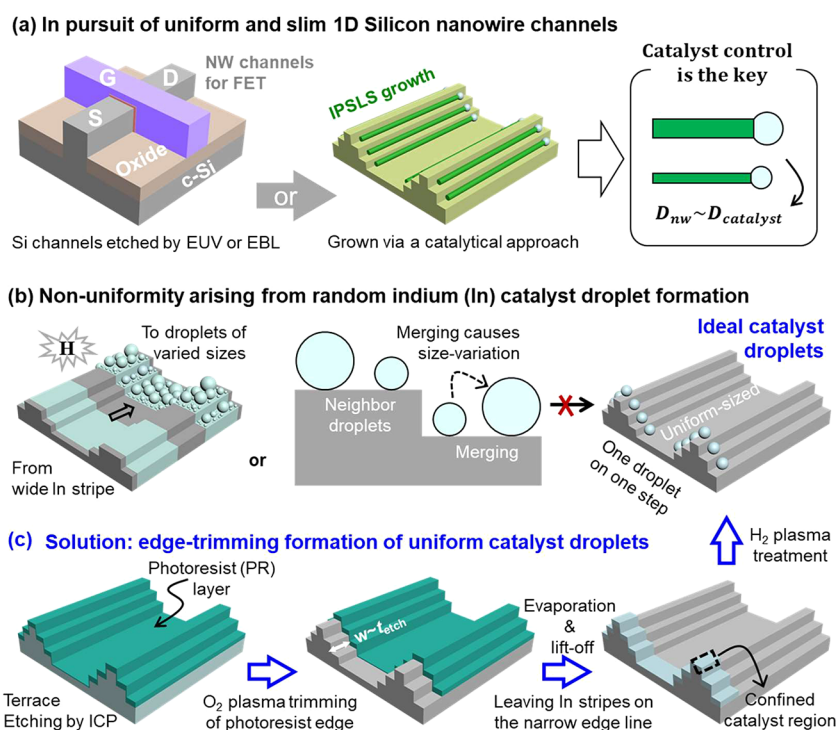 (a) In pursuit of uniform and slim 1D Silicon nanowire channels
G
D
S
Oxide
c-Si
NW channels
for FET
Si channels etched by EUV or EBL
or
IPSLS growth
Grown via a catalytical approach
Catalyst control
is the key
D_nw~D_catalyst
(b) Non-uniformity arising from random indium (In) catalyst droplet formation
H
To droplets of
varied sizes
From
wide In stripe
or
Merging causes
size-variation
Neighbor
droplets
Merging
Ideal catalyst
droplets
Uniform-sized
One droplet
on one step
H₂ plasma
treatment
(c) Solution: edge-trimming formation of uniform catalyst droplets
Photoresist (PR)
layer
Terrace
Etching by ICP
O₂ plasma trimming
of photoresist edge
W~t_etch
Evaporation
&
lift-off
Leaving In stripes on
the narrow edge line
Confined
catalyst region